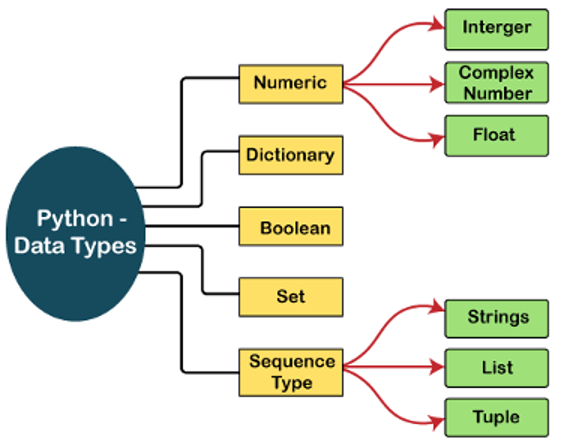 Python -
Data Types
Numeric
Dictionary
Boolean
Set
Sequence
Type
Interger
Complex
Number
Float
Strings
List
Tuple